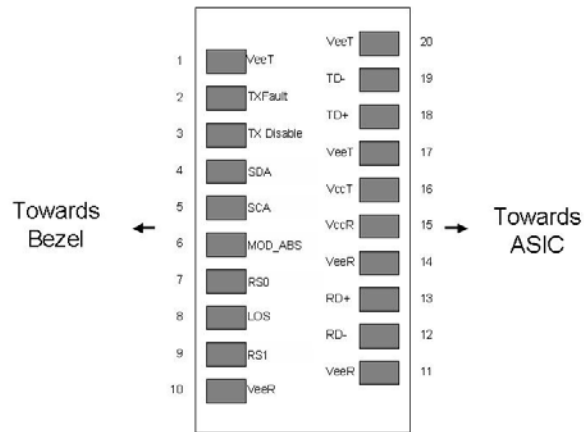 VeeT 20
1 VeeT
TD- 19
2 TXFault
TD+ 18
3 TX Disable
VeeT 17
4 SDA
VccT 16
5 SCA
VccR 15
Towards
Bezel
Towards
ASIC
6 MOD_ABS
VeeR 14
7 RS0
RD+ 13
8 LOS
RD- 12
9 RS1
VeeR 11
10 VeeR